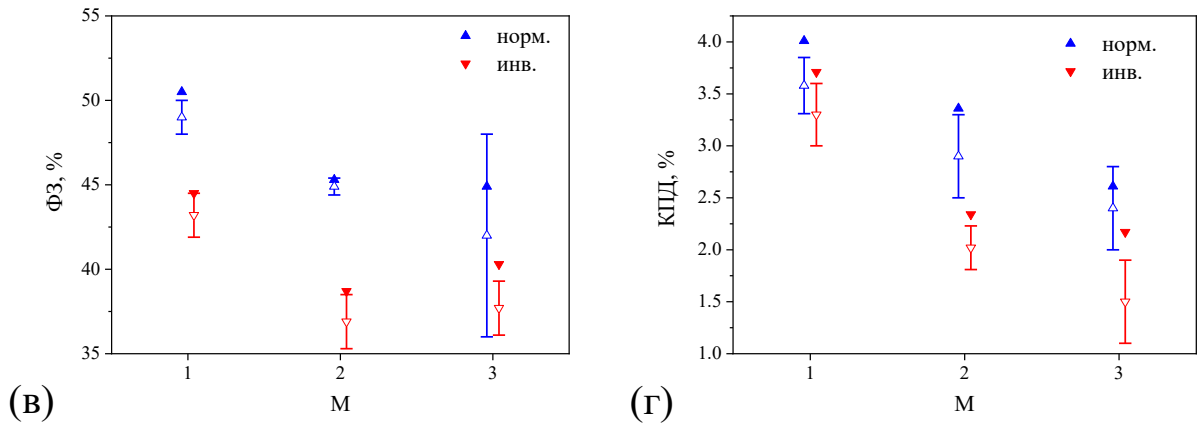 55
50
45
40
35
ФЗ, %
норм.
инв.
1 2 3
М
(в)
4.0
3.5
3.0
2.5
2.0
1.5
1.0
КПД, %
норм.
инв.
1 2 3
М
(г)